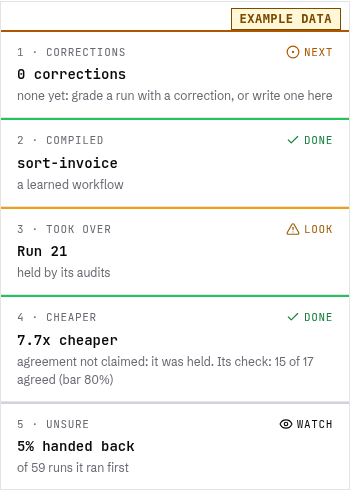 EXAMPLE DATA
1 · CORRECTIONS NEXT
0 corrections
none yet: grade a run with a correction, or write one here
2 · COMPILED DONE
sort-invoice
a learned workflow
3 · TOOK OVER LOOK
Run 21
held by its audits
4 · CHEAPER DONE
7.7x cheaper
agreement not claimed: it was held. Its check: 15 of 17
agreed (bar 80%)
5 · UNSURE WATCH
5% handed back
of 59 runs it ran first